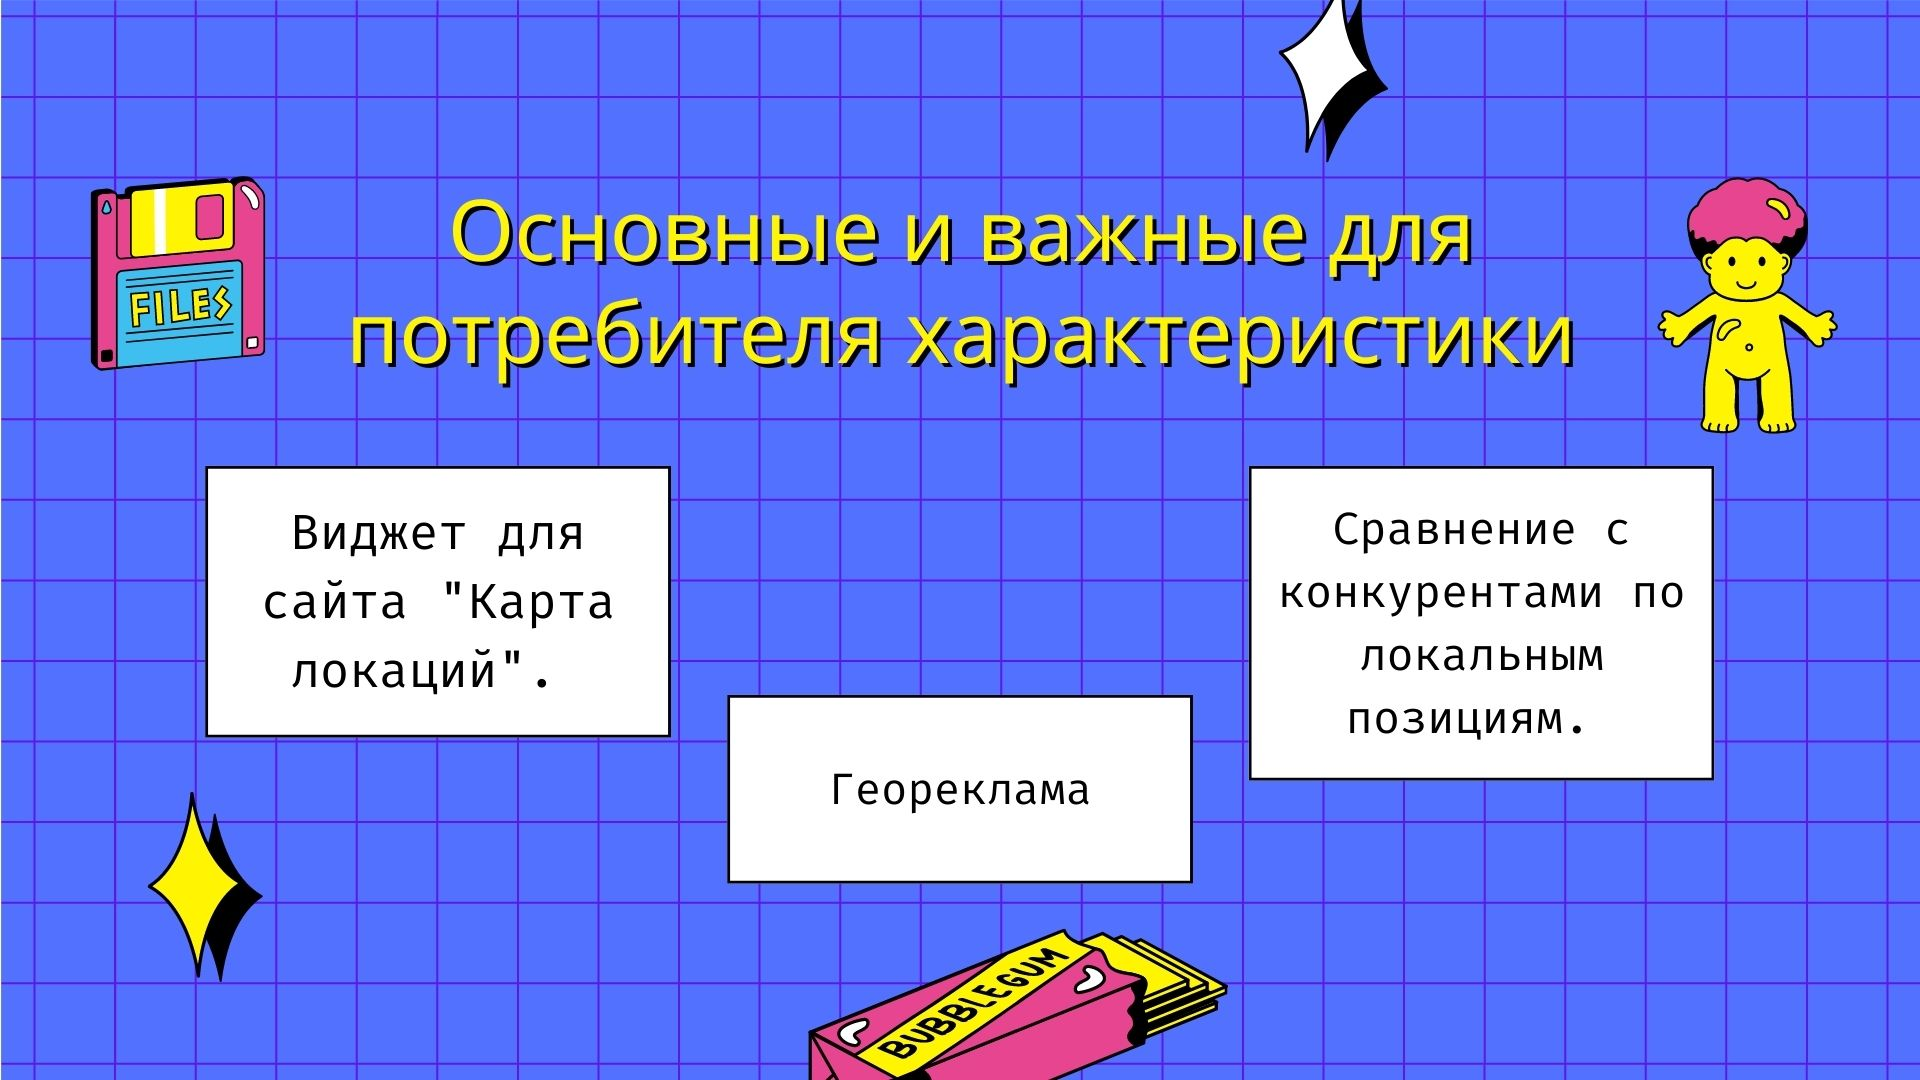 Основные и важные для
потребителя характеристики
FILES
Виджет для
сайта "Карта
локаций".
Геореклама
Сравнение с
конкурентами по
локальным
позициям.
BUBBLEGUM